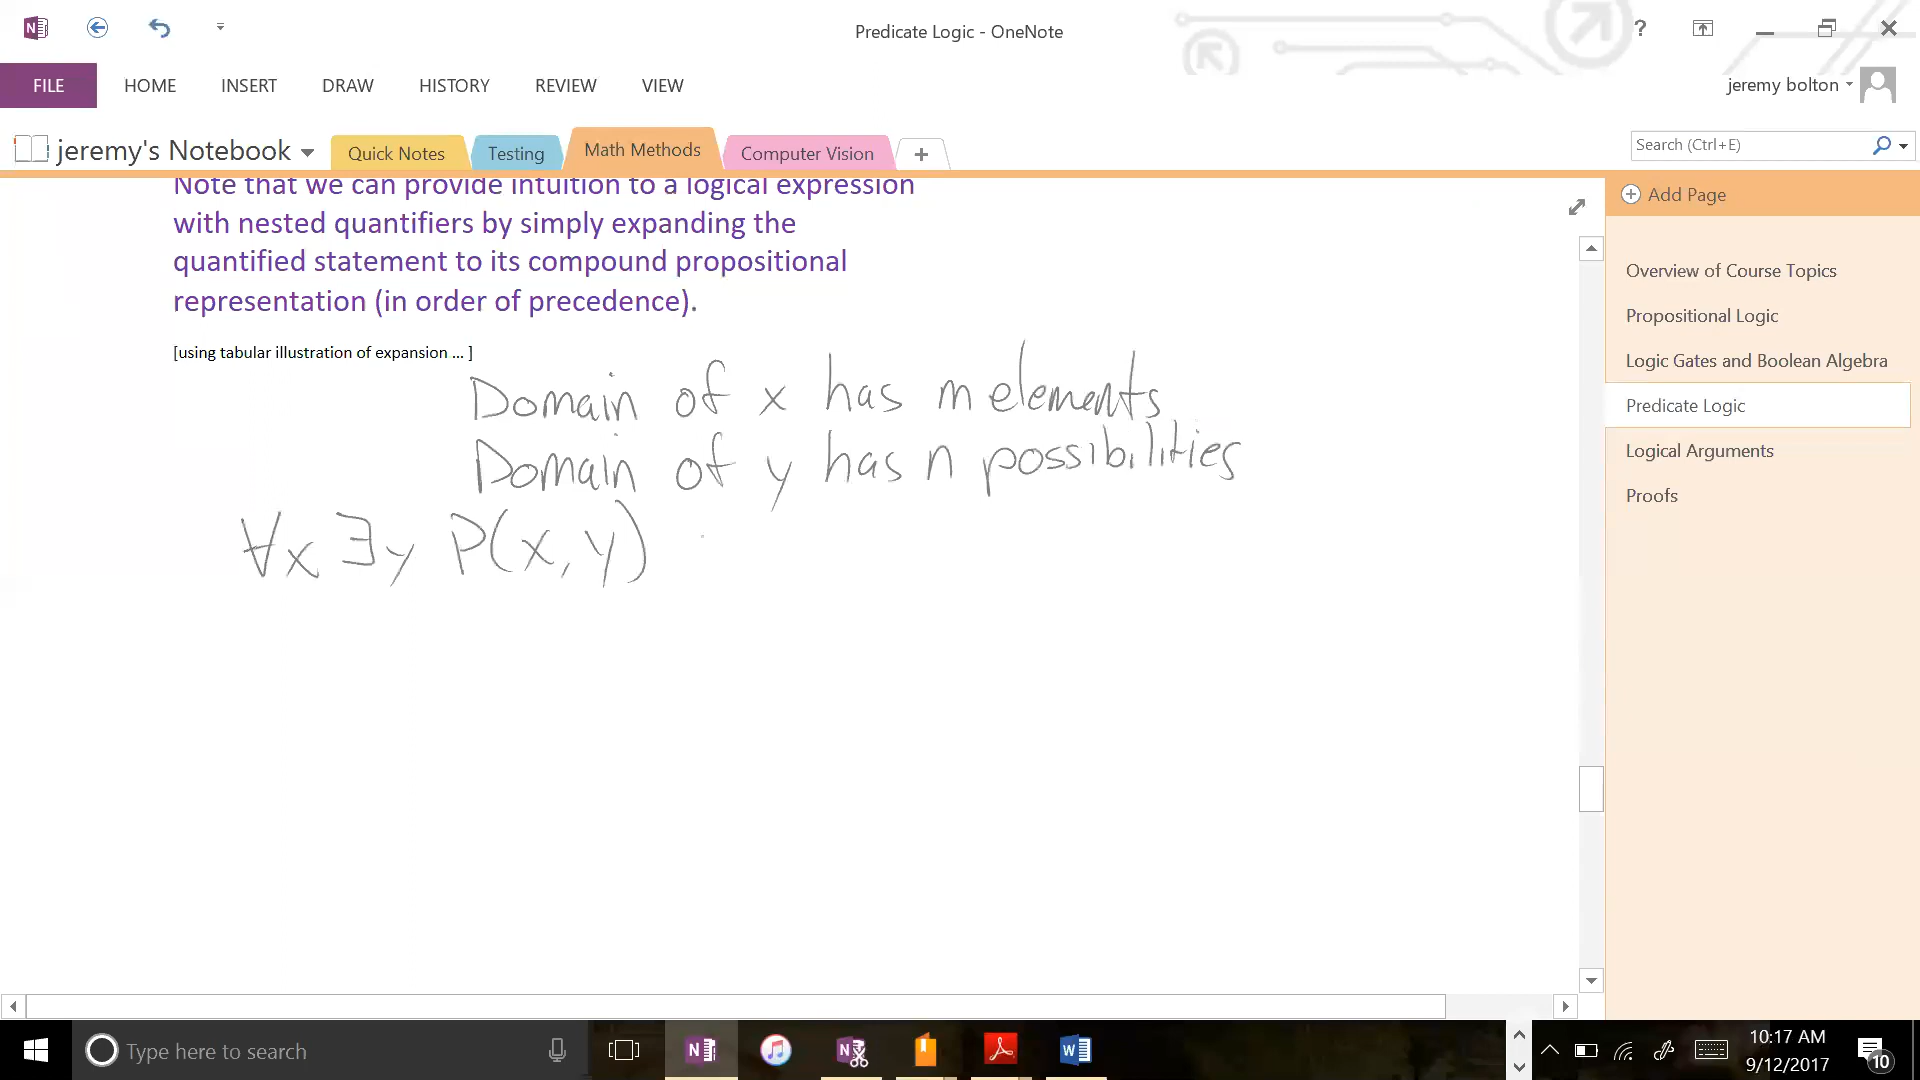 Predicate Logic - OneNote
?
FILE HOME INSERT DRAW HISTORY REVIEW VIEW
jeremy bolton
jeremy's Notebook
Quick Notes
Testing
Math Methods
Computer Vision
+
Search (Ctrl+E)
Add Page
Overview of Course Topics
Propositional Logic
Logic Gates and Boolean Algebra
Predicate Logic
Logical Arguments
Proofs
Note that we can provide intuition to a logical expression
with nested quantifiers by simply expanding the
quantified statement to its compound propositional
representation (in order of precedence).
[using tabular illustration of expansion ... ]
Domain of x has m elements
Domain of y has n possibilities
∀x ∃y P(x,y)
Type here to search
10:17 AM
9/12/2017
10